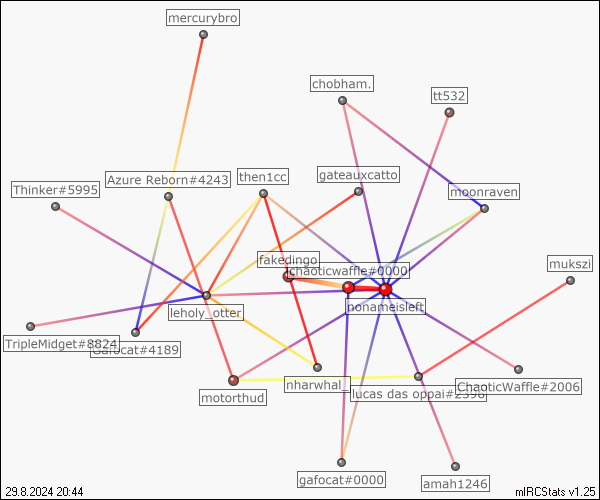 mercurybro
chobham.
tt532
Azure Reborn#4243
then1cc
gateauxcatto
Thinker#5995
moonraven
fakedingo
chaoticwaffle#0000
mukszi
nonameisleft
leholy_otter
TripleMidget#8824
Garocat#4189
nharwhal_
ChaoticWaffle#2006
motorthud
lucas das oppai#2398
gafocat#0000
amah1246
29.8.2024 20:44
mIRCStats v1.25